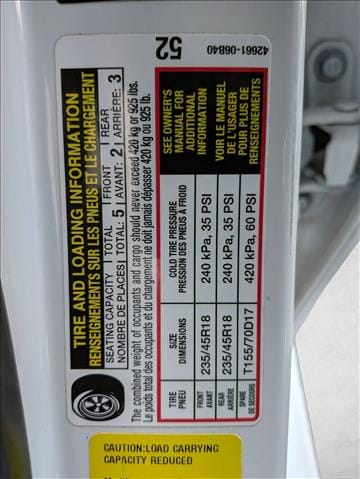 52
42661-06B40
TIRE AND LOADING INFORMATION
RENSEIGNEMENTS SUR LES PNEUS ET LE CHARGEMENT
SEATING CAPACITY | TOTAL | FRONT | REAR
NOMBRE DE PLACES | TOTAL: 5 | AVANT: 2 | ARRIÈRE: 3
The combined weight of occupants and cargo should never exceed 420 kg or 925 lbs.
Le poids total des occupants et du chargement ne doit jamais dépasser 420 kg ou 925 lb.
TIRE PNEU | SIZE DIMENSIONS | COLD TIRE PRESSURE PRESSION DES PNEUS À FROID
FRONT AVANT | 235/45R18 | 240 kPa, 35 PSI
REAR ARRIÈRE | 235/45R18 | 240 kPa, 35 PSI
SPARE DE SECOURS | T155/70D17 | 420 kPa, 60 PSI
SEE OWNER'S
MANUAL FOR
ADDITIONAL
INFORMATION
VOIR LE MANUEL
DE L'USAGER
POUR PLUS DE
RENSEIGNEMENTS
CAUTION:LOAD CARRYING
CAPACITY REDUCED